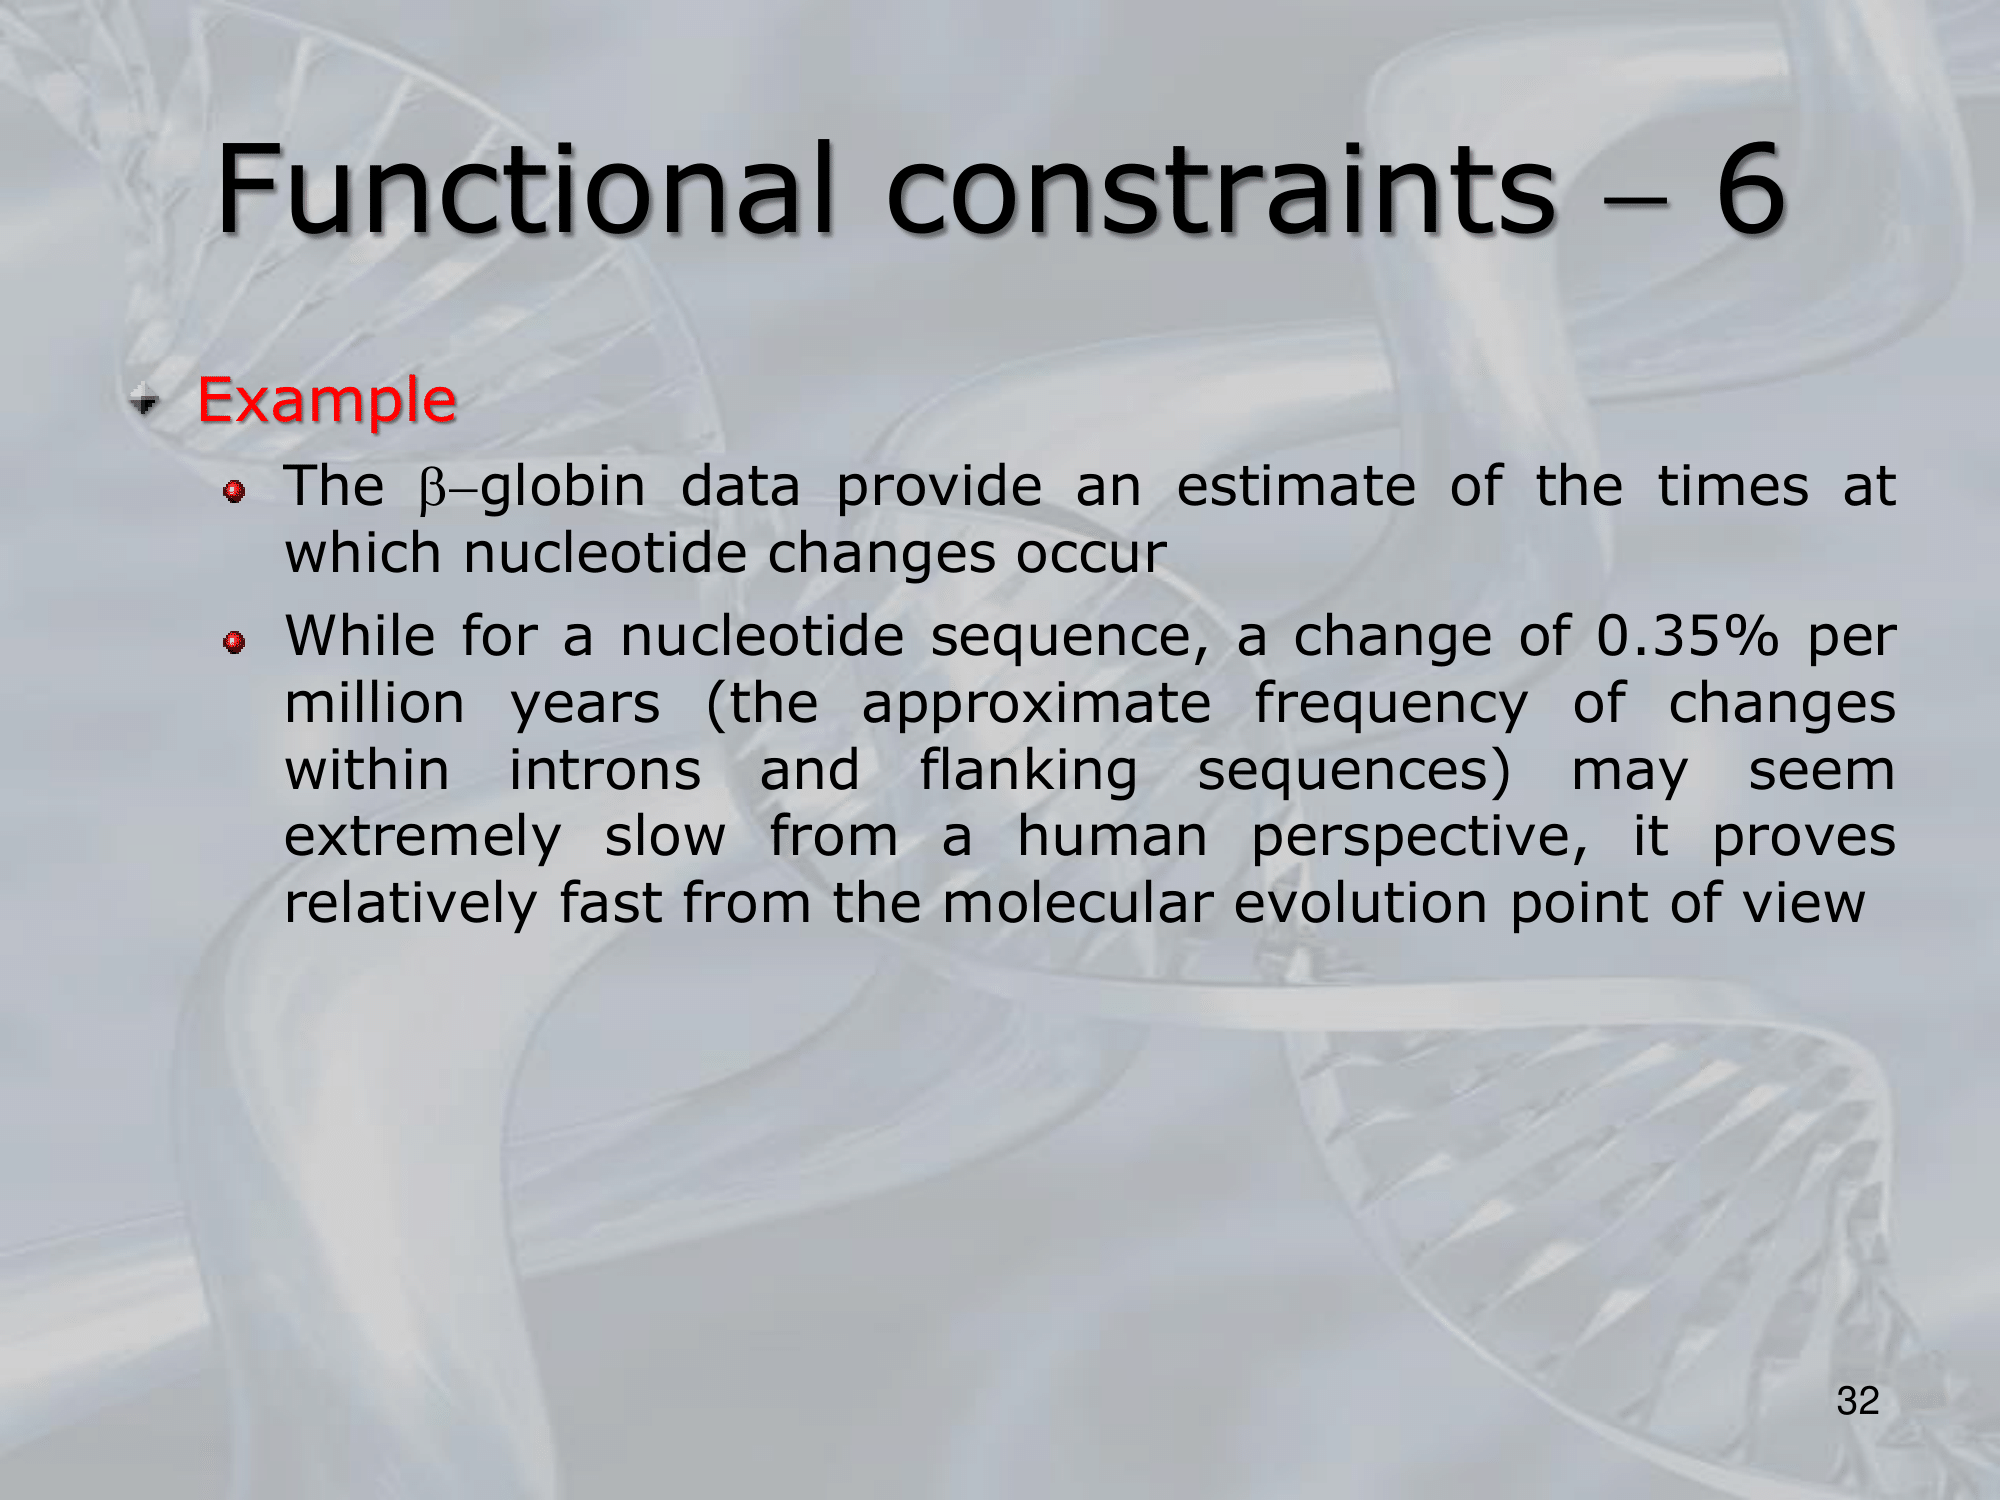 Functional constraints – 6
Example
The β–globin data provide an estimate of the times at
which nucleotide changes occur
While for a nucleotide sequence, a change of 0.35% per
million years (the approximate frequency of changes
within introns and flanking sequences) may seem
extremely slow from a human perspective, it proves
relatively fast from the molecular evolution point of view
32